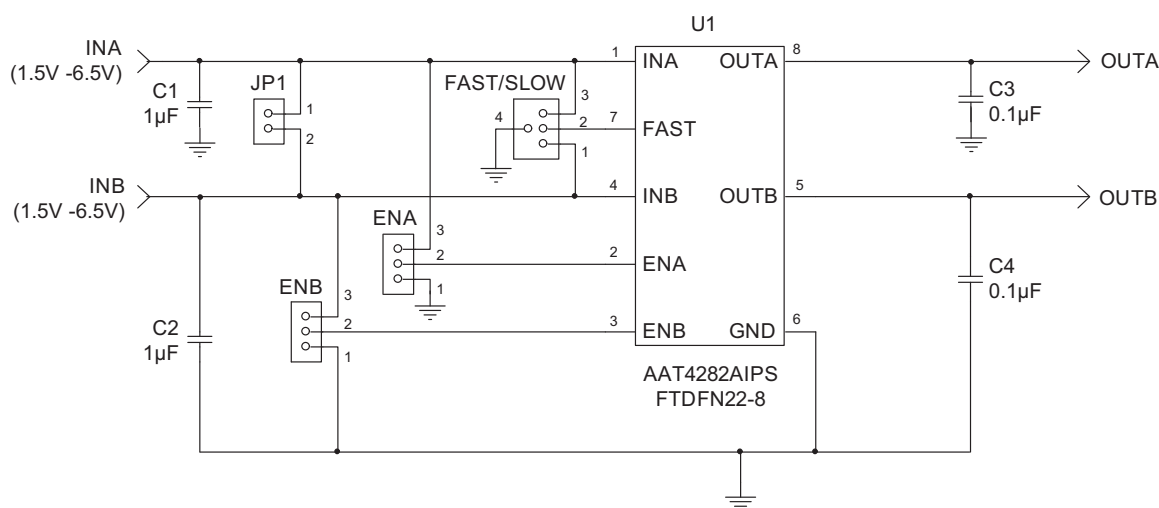 U1
INA
(1.5V -6.5V)
1
INA
OUTA
8
OUTA
C1
1µF
JP1
1
2
FAST/SLOW
3
4
2
1
7
FAST
C3
0.1µF
INB
(1.5V -6.5V)
4
INB
OUTB
5
OUTB
ENA
3
2
1
2
ENA
C4
0.1µF
ENB
3
2
1
3
ENB
GND
6
C2
1µF
AAT4282AIPS
FTDFN22-8